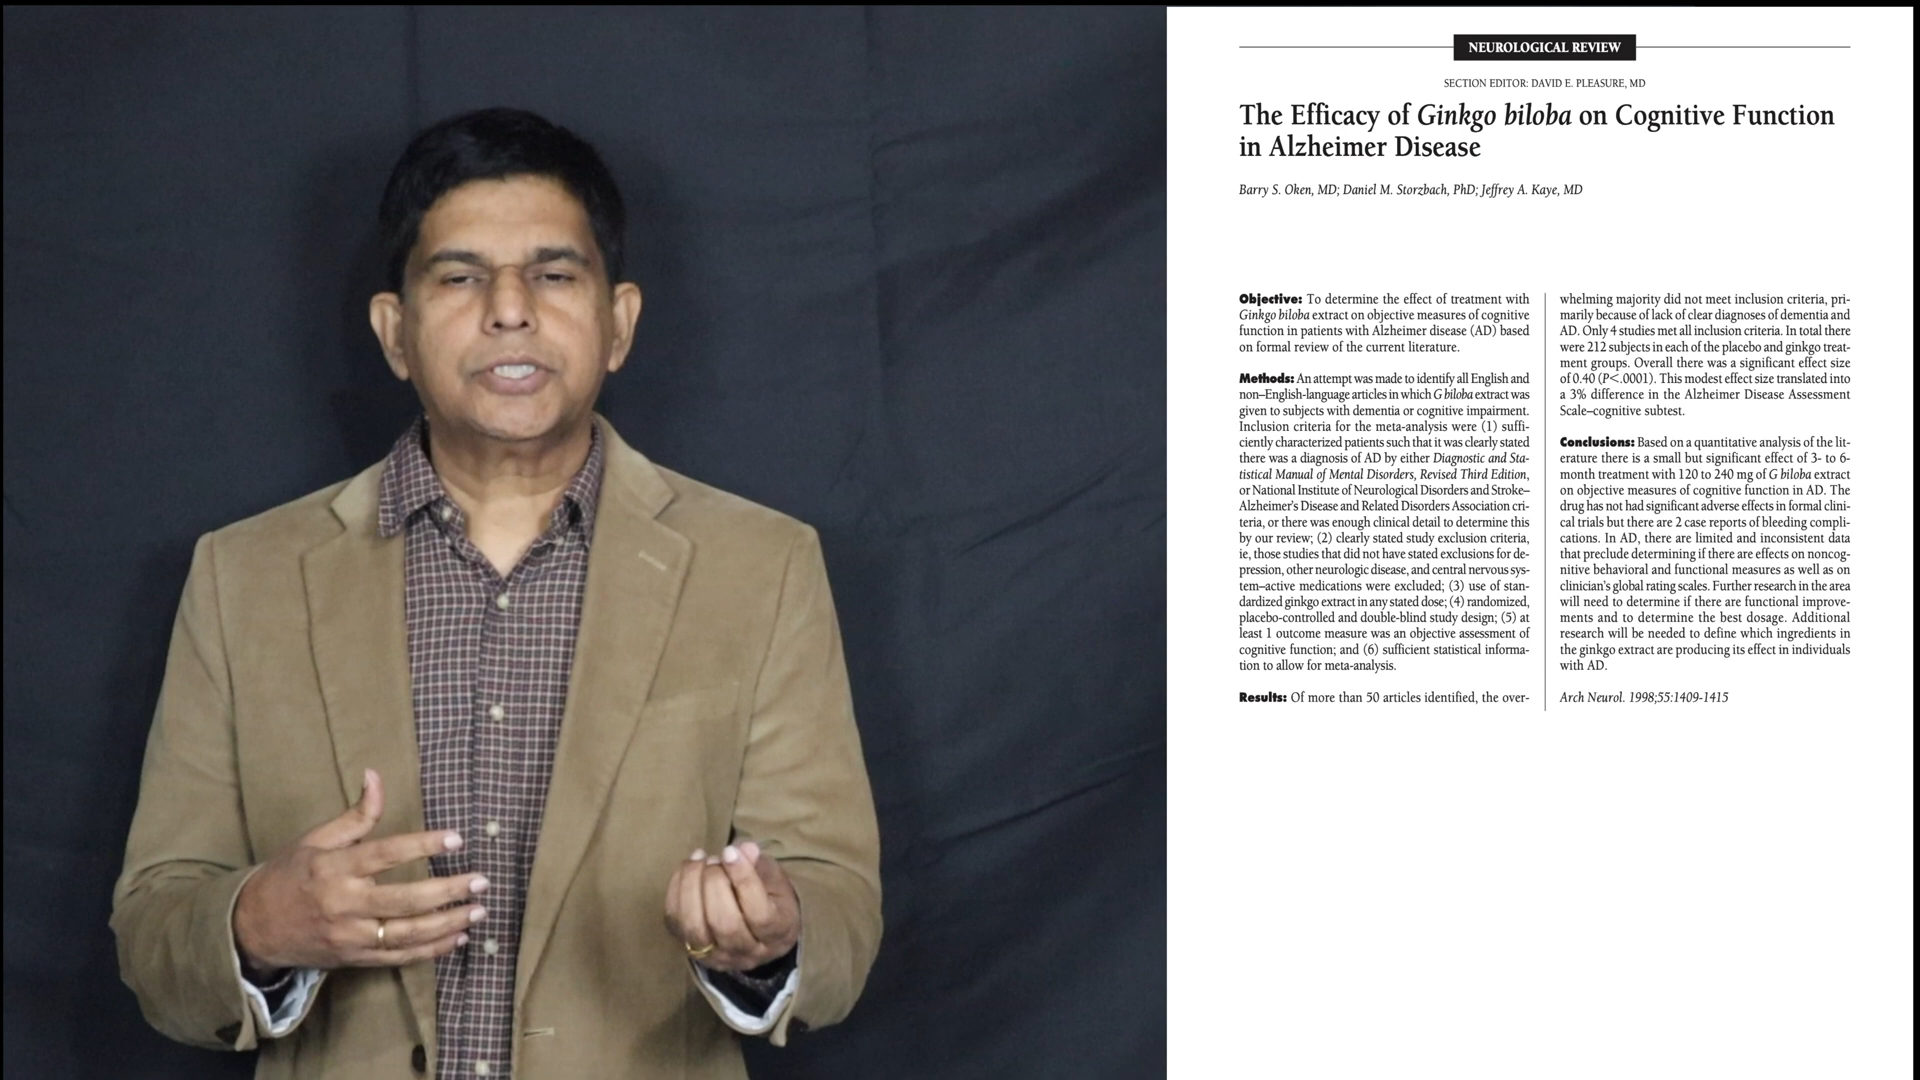 NEUROLOGICAL REVIEW
SECTION EDITOR: DAVID E. PLEASURE, MD
The Efficacy of Ginkgo biloba on Cognitive Function
in Alzheimer Disease
Barry S. Oken, MD; Daniel M. Storzbach, PhD; Jeffrey A. Kaye, MD
Objective: To determine the effect of treatment with
Ginkgo biloba extract on objective measures of cognitive
function in patients with Alzheimer disease (AD) based
on formal review of the current literature.
Methods: An attempt was made to identify all English and
non–English-language articles in which G biloba extract was
given to subjects with dementia or cognitive impairment.
Inclusion criteria for the meta-analysis were (1) suffi-
ciently characterized patients such that it was clearly stated
there was a diagnosis of AD by either Diagnostic and Sta-
tistical Manual of Mental Disorders, Revised Third Edition,
or National Institute of Neurological Disorders and Stroke–
Alzheimer's Disease and Related Disorders Association cri-
teria, or there was enough clinical detail to determine this
by our review; (2) clearly stated study exclusion criteria,
ie, those studies that did not have stated exclusions for de-
pression, other neurologic disease, and central nervous sys-
tem–active medications were excluded; (3) use of stan-
dardized ginkgo extract in any stated dose; (4) randomized,
placebo-controlled and double-blind study design; (5) at
least 1 outcome measure was an objective assessment of
cognitive function; and (6) sufficient statistical informa-
tion to allow for meta-analysis.
Results: Of more than 50 articles identified, the over-
whelming majority did not meet inclusion criteria, pri-
marily because of lack of clear diagnoses of dementia and
AD. Only 4 studies met all inclusion criteria. In total there
were 212 subjects in each of the placebo and ginkgo treat-
ment groups. Overall there was a significant effect size
of 0.40 (P<.0001). This modest effect size translated into
a 3% difference in the Alzheimer Disease Assessment
Scale–cognitive subtest.
Conclusions: Based on a quantitative analysis of the lit-
erature there is a small but significant effect of 3- to 6-
month treatment with 120 to 240 mg of G biloba extract
on objective measures of cognitive function in AD. The
drug has not had significant adverse effects in formal clini-
cal trials but there are 2 case reports of bleeding compli-
cations. In AD, there are limited and inconsistent data
that preclude determining if there are effects on noncog-
nitive behavioral and functional measures as well as on
clinician's global rating scales. Further research in the area
will need to determine if there are functional improve-
ments and to determine the best dosage. Additional
research will be needed to define which ingredients in
the ginkgo extract are producing its effect in individuals
with AD.
Arch Neurol. 1998;55:1409-1415